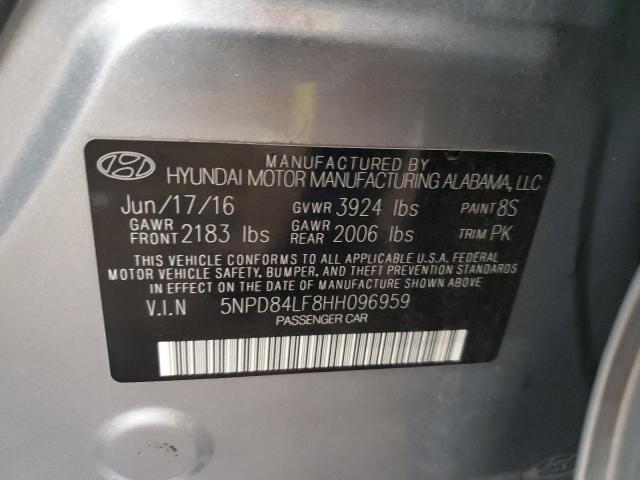 MANUFACTURED BY
HYUNDAI MOTOR MANUFACTURING ALABAMA, LLC
Jun/17/16 GVWR 3924 lbs PAINT 8S
GAWR FRONT 2183 lbs GAWR REAR 2006 lbs TRIM PK
THIS VEHICLE CONFORMS TO ALL APPLICABLE U.S.A. FEDERAL
MOTOR VEHICLE SAFETY, BUMPER, AND THEFT PREVENTION STANDARDS
IN EFFECT ON THE DATE OF MANUFACTURE SHOWN ABOVE
V.I.N 5NPD84LF8HH096959
PASSENGER CAR